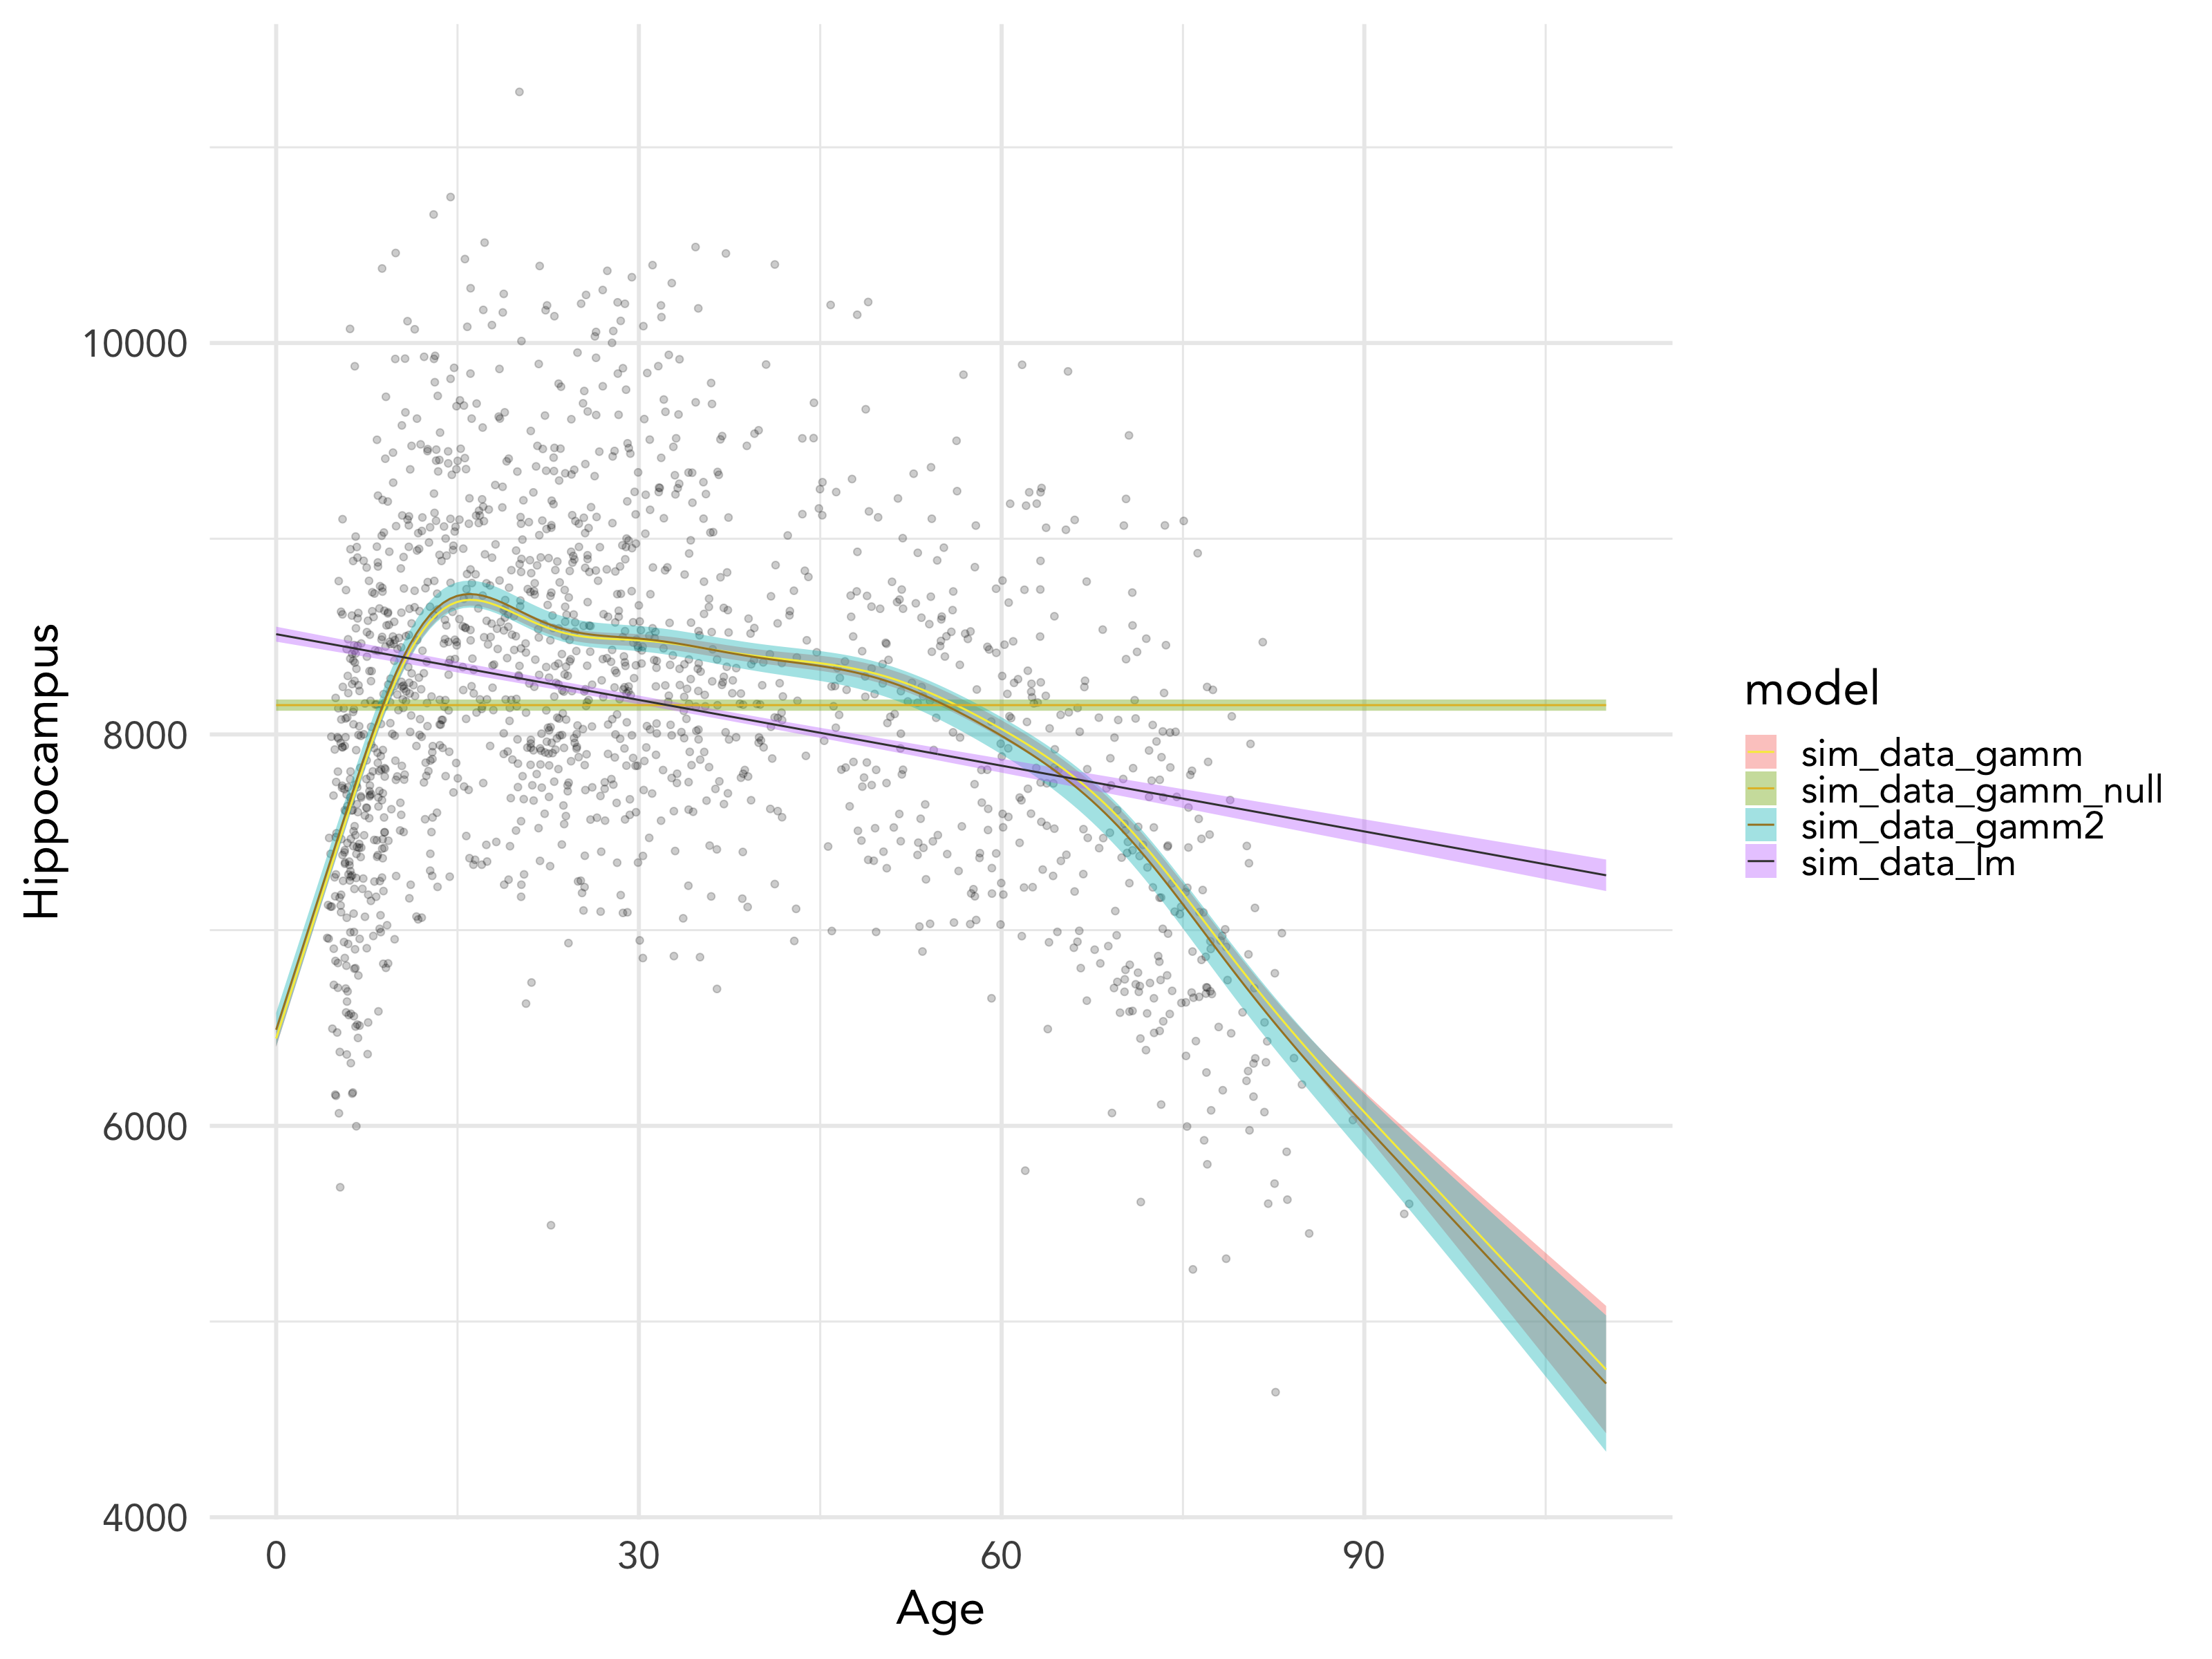 10000
8000
6000
4000
Hippocampus
0 30 60 90
Age
model
sim_data_gamm
sim_data_gamm_null
sim_data_gamm2
sim_data_lm